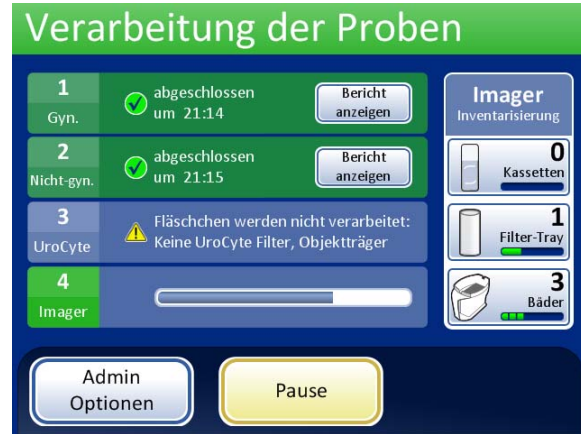 Verarbeitung der Proben
1
Gyn.
abgeschlossen
um 21:14
Bericht
anzeigen
2
Nicht-gyn.
abgeschlossen
um 21:15
Bericht
anzeigen
3
UroCyte
Fläschchen werden nicht verarbeitet:
Keine UroCyte Filter, Objektträger
4
Imager
Imager
Inventarisierung
0
Kassetten
1
Filter-Tray
3
Bäder
Admin
Optionen
Pause